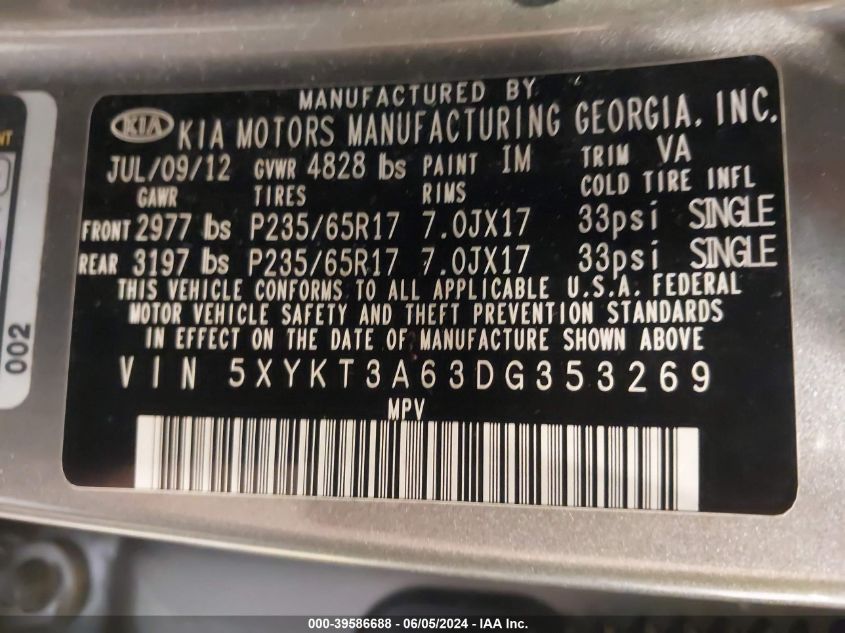 MANUFACTURED BY
KIA KIA MOTORS MANUFACTURING GEORGIA, INC.
JUL/09/12 GVWR 4828 lbs PAINT IM TRIM VA
GAWR TIRES RIMS COLD TIRE INFL
FRONT 2977 lbs P235/65R17 7.0JX17 33psi SINGLE
REAR 3197 lbs P235/65R17 7.0JX17 33psi SINGLE
THIS VEHICLE CONFORMS TO ALL APPLICABLE U.S.A. FEDERAL
MOTOR VEHICLE SAFETY AND THEFT PREVENTION STANDARDS
IN EFFECT ON THE DATE OF MANUFACTURE SHOWN ABOVE
VIN 5XYKT3A63DG353269
MPV
002
000-39586688 - 06/05/2024 - IAA Inc.